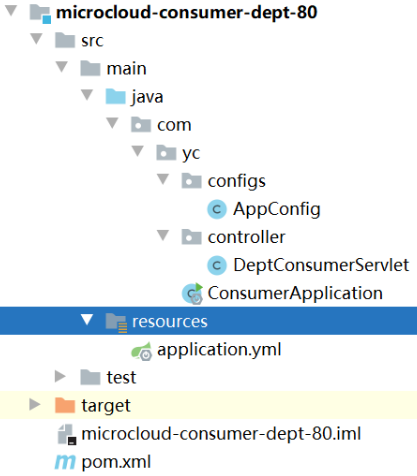 microcloud-consumer-dept-80
src
main
java
com
yc
configs
AppConfig
controller
DeptConsumerServlet
ConsumerApplication
resources
application.yml
test
target
microcloud-consumer-dept-80.iml
pom.xml